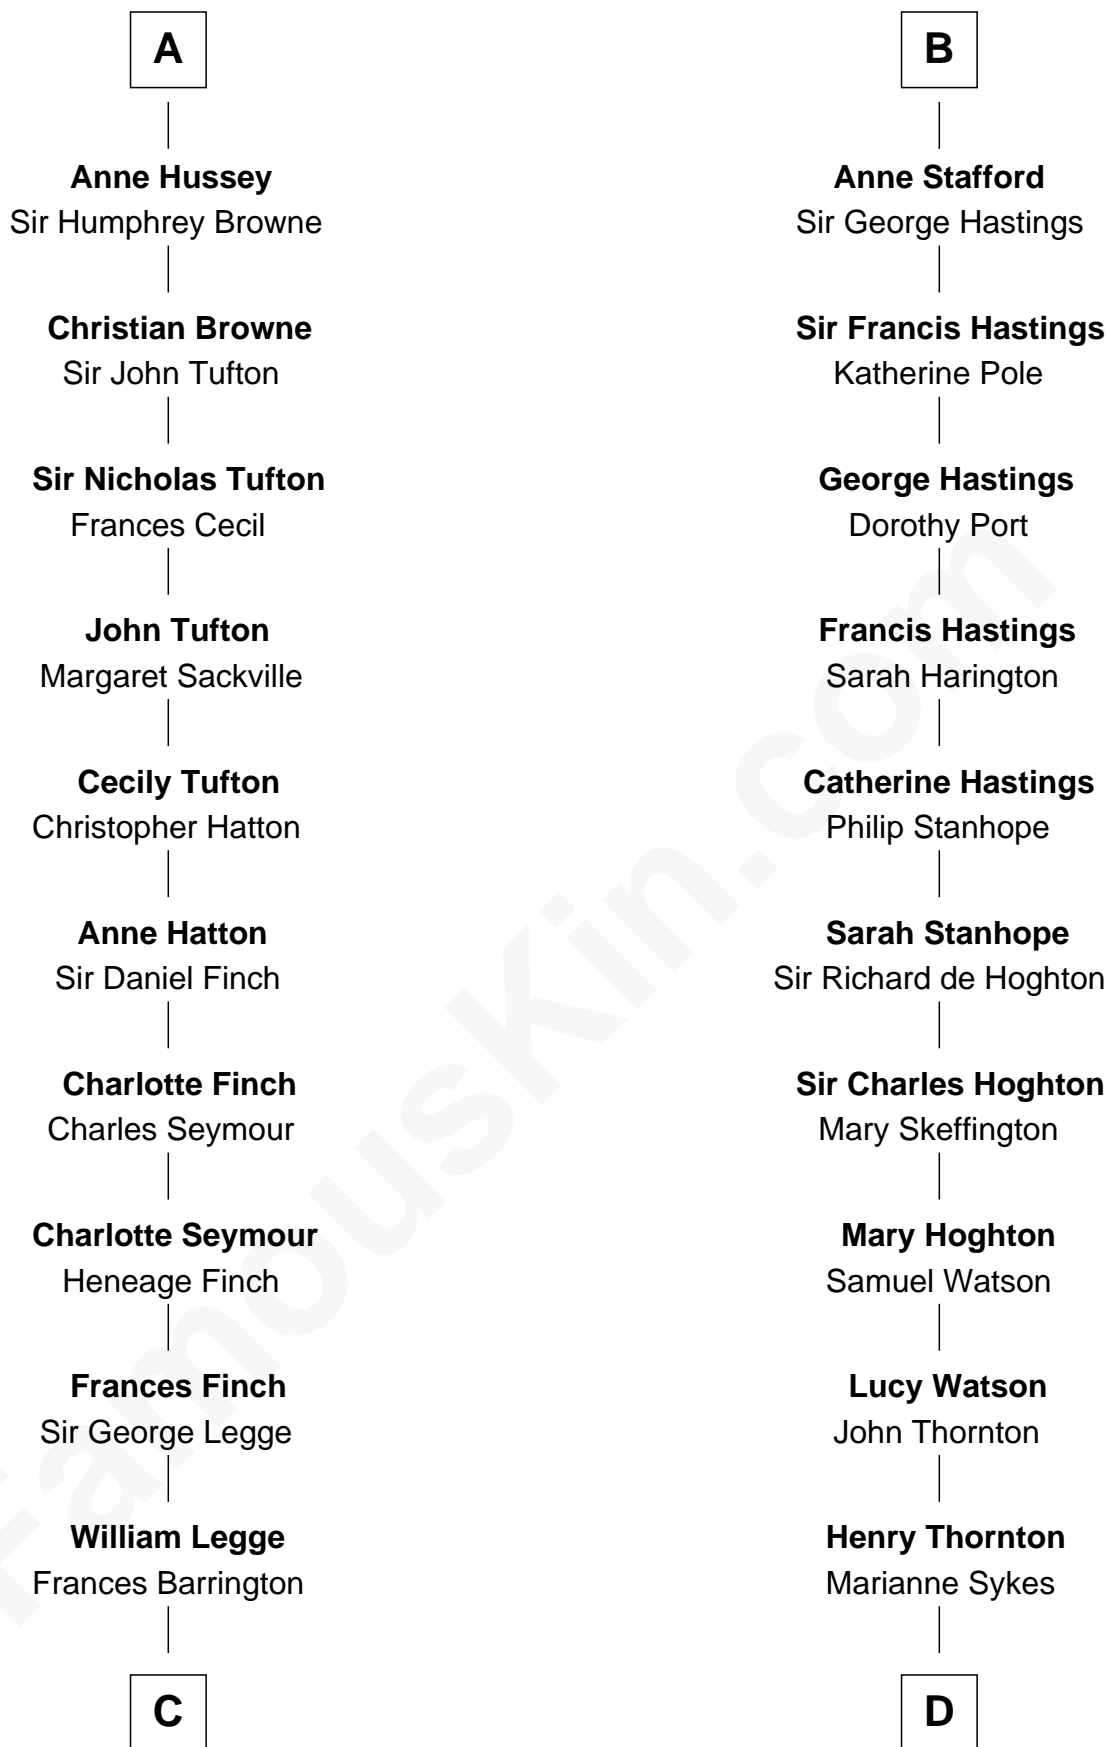 A
Anne Hussey
Sir Humphrey Browne
Christian Browne
Sir John Tufton
Sir Nicholas Tufton
Frances Cecil
John Tufton
Margaret Sackville
Cecily Tufton
Christopher Hatton
Anne Hatton
Sir Daniel Finch
Charlotte Finch
Charles Seymour
Charlotte Seymour
Heneage Finch
Frances Finch
Sir George Legge
William Legge
Frances Barrington
C
B
Anne Stafford
Sir George Hastings
Sir Francis Hastings
Katherine Pole
George Hastings
Dorothy Port
Francis Hastings
Sarah Harington
Catherine Hastings
Philip Stanhope
Sarah Stanhope
Sir Richard de Hoghton
Sir Charles Hoghton
Mary Skeffington
Mary Hoghton
Samuel Watson
Lucy Watson
John Thornton
Henry Thornton
Marianne Sykes
D
FamousKin.com